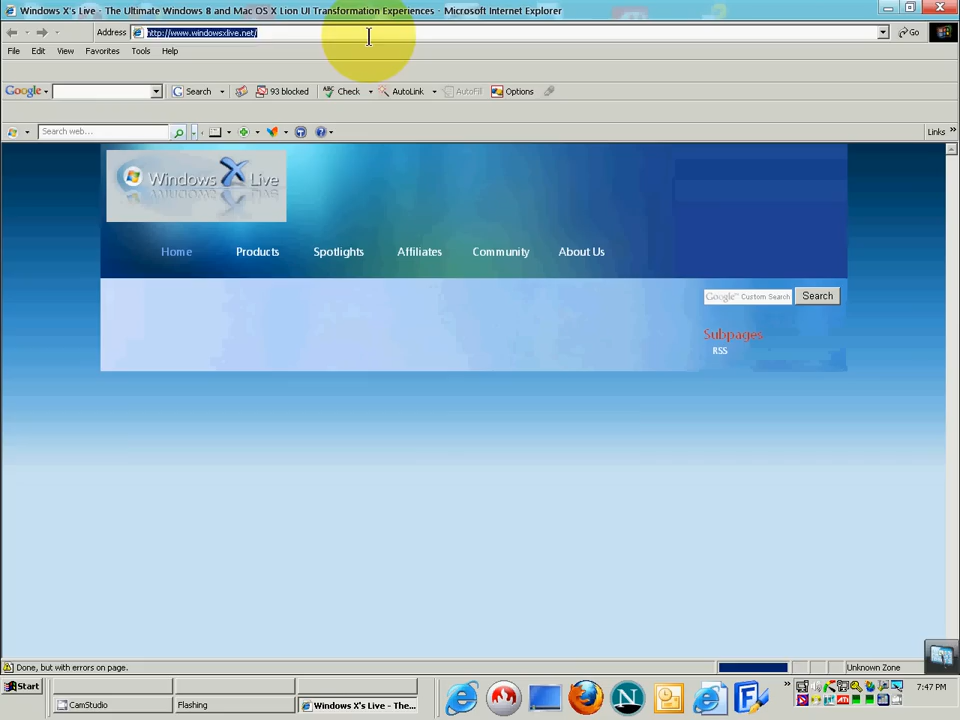 Windows X's Live - The Ultimate Windows 8 and Mac OS X Lion UI Transformation Experiences - Microsoft Internet Explorer
Address http://www.windowsxlive.net/ Go
File Edit View Favorites Tools Help
Google Search 93 blocked Check AutoLink AutoFill Options
Search web... Links »
Windows X Live
Home Products Spotlights Affiliates Community About Us
Google™ Custom Search Search
Subpages
RSS
Done, but with errors on page. Unknown Zone
Start CamStudio Flashing Windows X's Live - The... » 7:47 PM